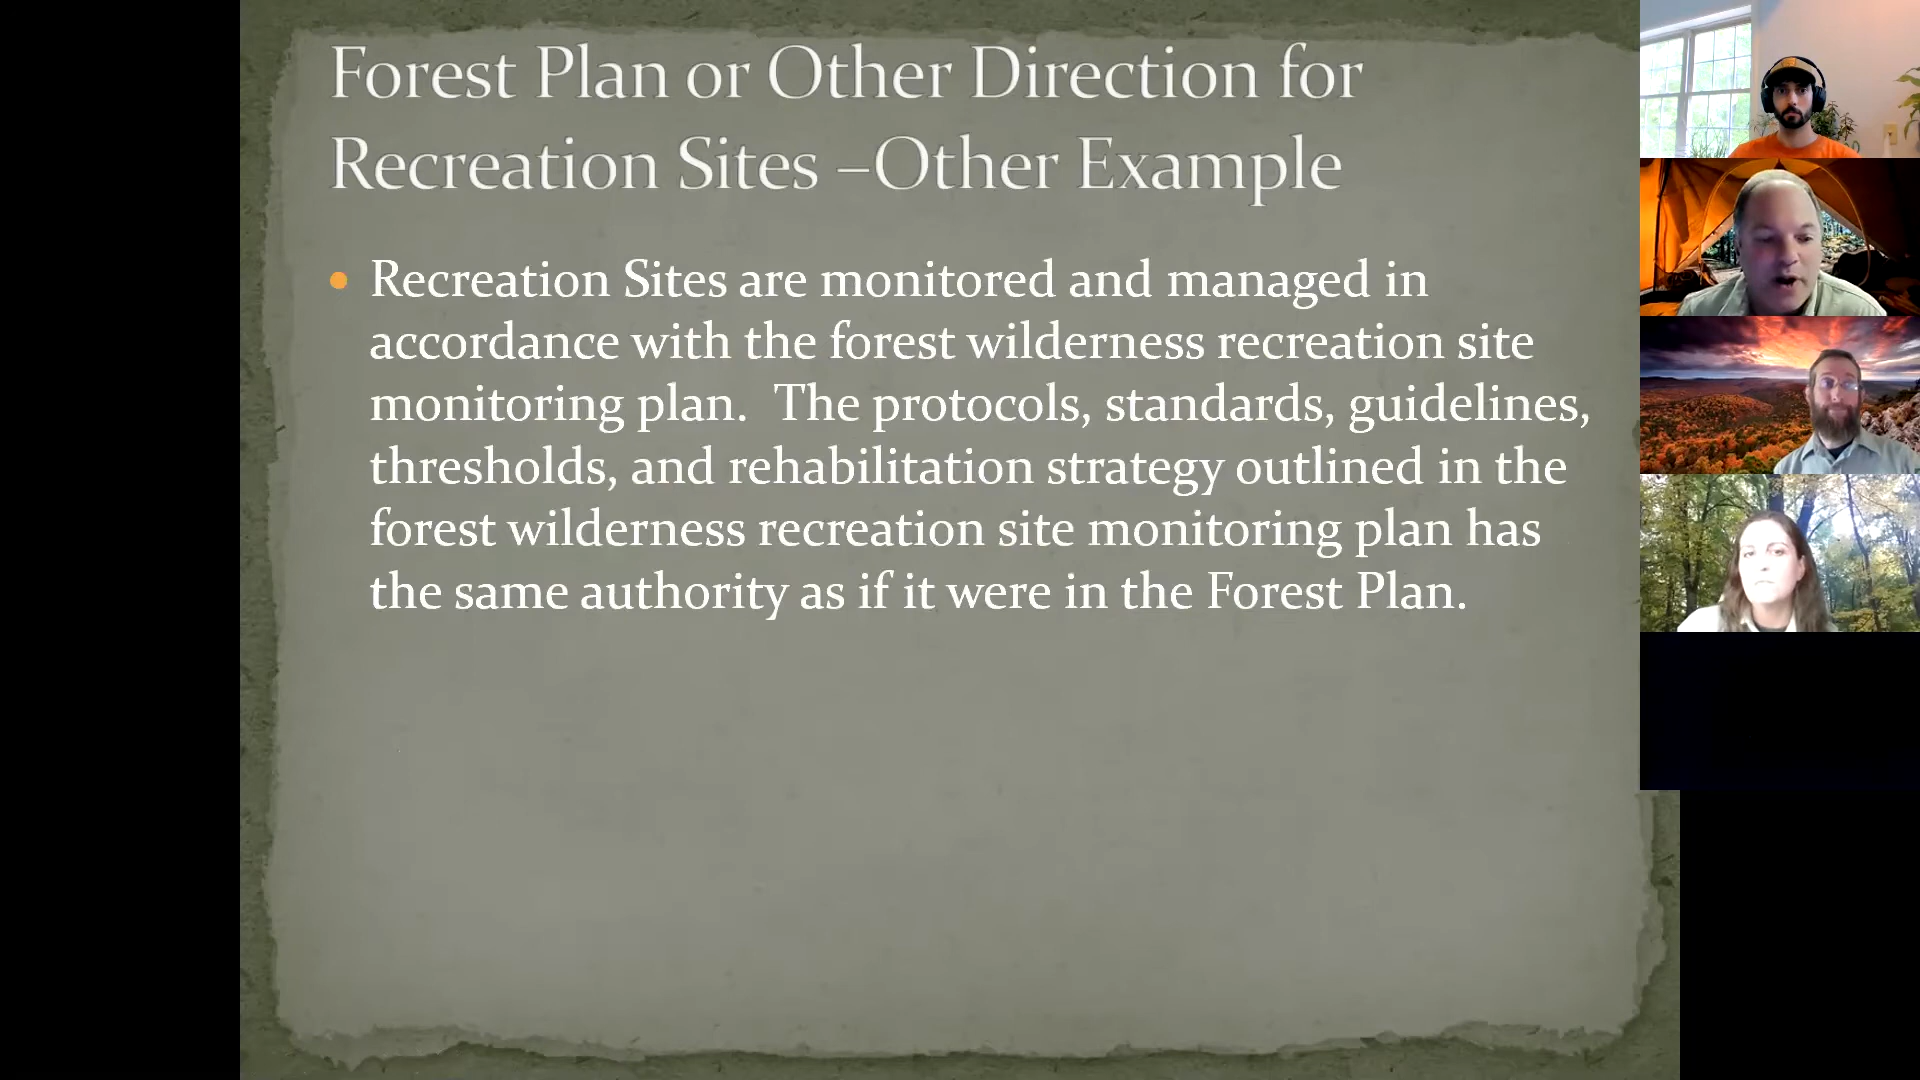 Forest Plan or Other Direction for
Recreation Sites –Other Example
Recreation Sites are monitored and managed in
accordance with the forest wilderness recreation site
monitoring plan.  The protocols, standards, guidelines,
thresholds, and rehabilitation strategy outlined in the
forest wilderness recreation site monitoring plan has
the same authority as if it were in the Forest Plan.